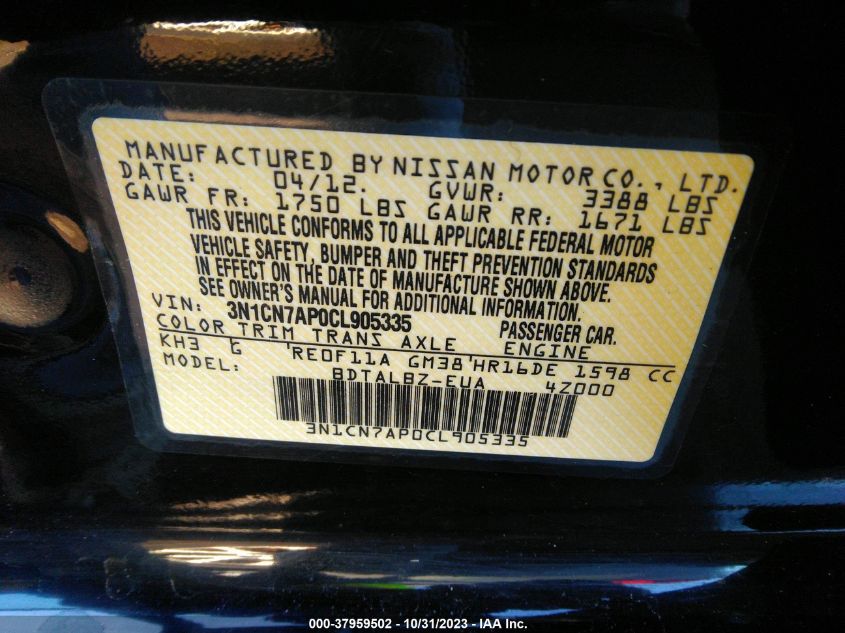 MANUFACTURED BY NISSAN MOTOR CO., LTD.
DATE: 04/12. GVWR: 3388 LBS
GAWR FR: 1750 LBS GAWR RR: 1671 LBS
THIS VEHICLE CONFORMS TO ALL APPLICABLE FEDERAL MOTOR
VEHICLE SAFETY, BUMPER AND THEFT PREVENTION STANDARDS
IN EFFECT ON THE DATE OF MANUFACTURE SHOWN ABOVE.
SEE OWNER'S MANUAL FOR ADDITIONAL INFORMATION.
VIN: 3N1CN7AP0CL905335 PASSENGER CAR.
COLOR TRIM TRANS AXLE ENGINE
KH3 G RE0F11A GM38 HR16DE 1598 CC
MODEL: BDTALBZ-EUA 4Z000
3N1CN7AP0CL905335
000-37959502 - 10/31/2023 - IAA Inc.